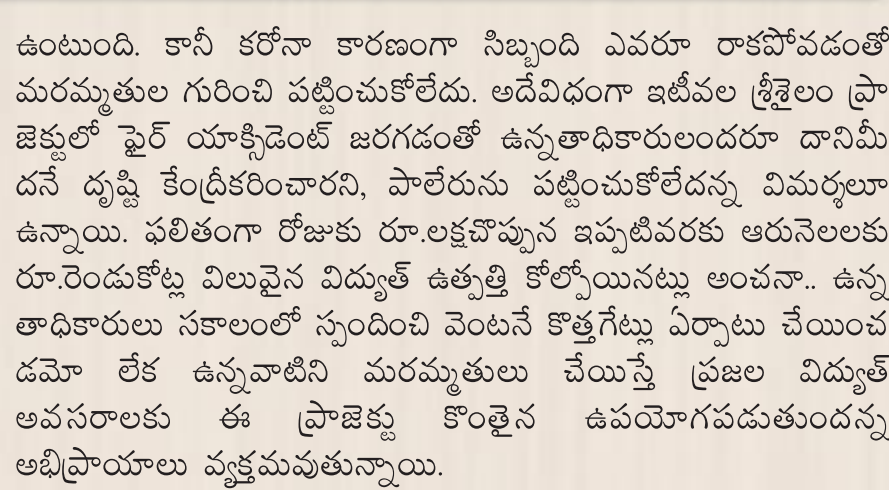 ఉంటుంది. కానీ కరోనా కారణంగా సిబ్బంది ఎవరూ రాకపోవడంతో
మరమ్మతుల గురించి పట్టించుకోలేదు. అదేవిధంగా ఇటీవల శ్రీశైలం ప్రా
జెక్టులో ఫైర్ యాక్సిడెంట్ జరగడంతో ఉన్నతాధికారులందరూ దానిమీ
దనే దృష్టి కేంద్రీకరించారని, పాలేరును పట్టించుకోలేదన్న విమర్శలూ
ఉన్నాయి. ఫలితంగా రోజుకు రూ.లక్షచొప్పున ఇప్పటివరకు ఆరునెలలకు
రూ.రెండుకోట్ల విలువైన విద్యుత్ ఉత్పత్తి కోల్పోయినట్లు అంచనా.. ఉన్న
తాధికారులు సకాలంలో స్పందించి వెంటనే కొత్తగేట్లు ఏర్పాటు చేయించ
డమో లేక ఉన్నవాటిని మరమ్మతులు చేయిస్తే ప్రజల విద్యుత్
అవసరాలకు ఈ ప్రాజెక్టు కొంతైన ఉపయోగపడుతుందన్న
అభిప్రాయాలు వ్యక్తమవుతున్నాయి.